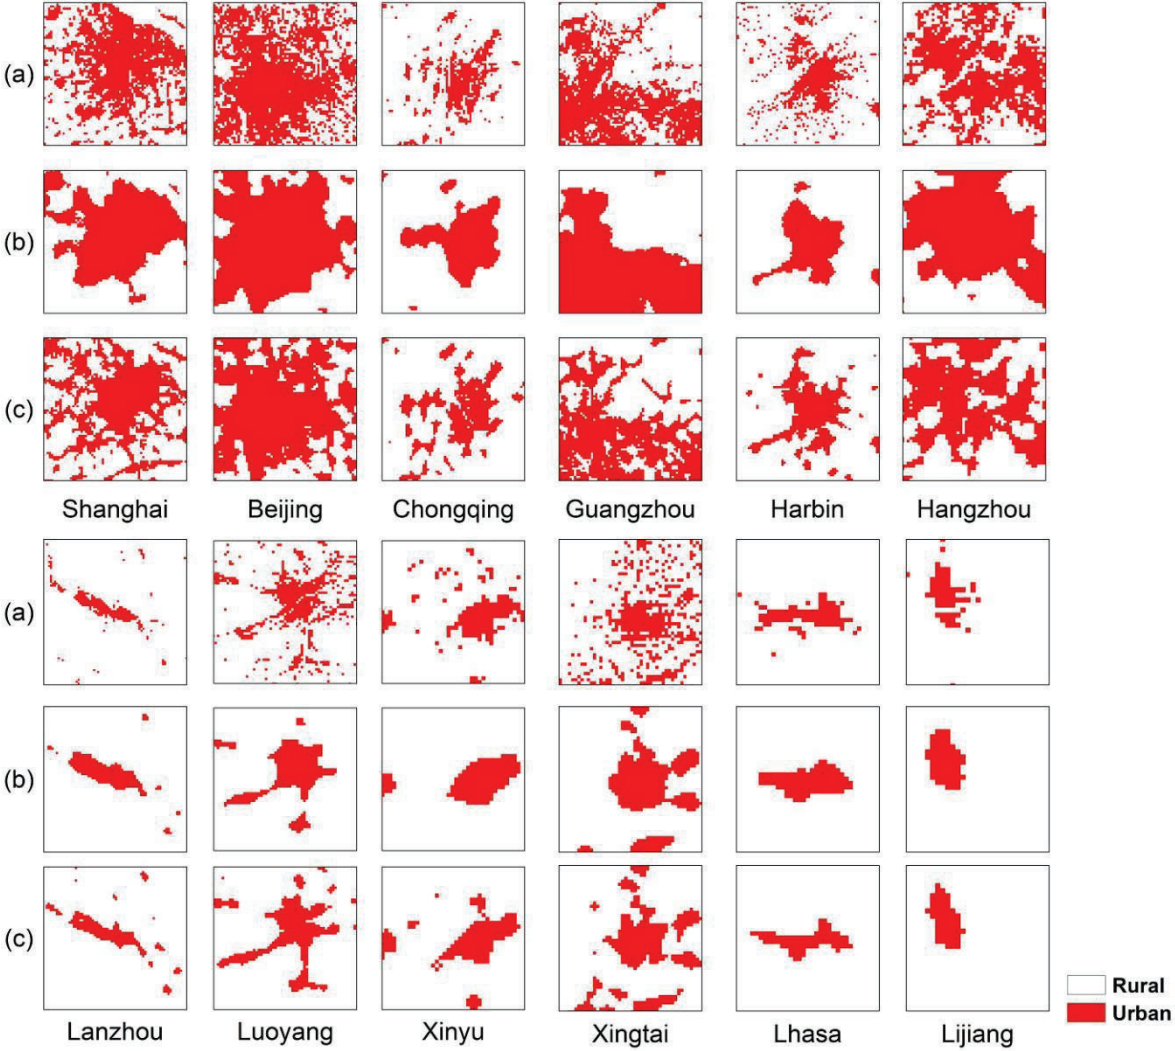 (a)
(b)
(c)
Shanghai Beijing Chongqing Guangzhou Harbin Hangzhou
(a)
(b)
(c)
Lanzhou Luoyang Xinyu Xingtai Lhasa Lijiang
Rural
Urban